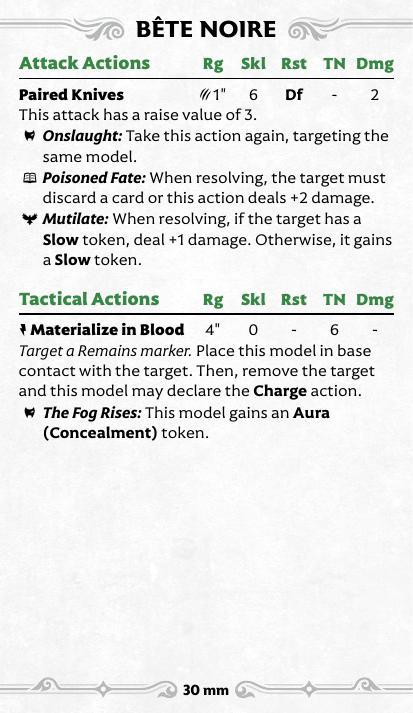 BÊTE NOIRE
Attack Actions Rg Skl Rst TN Dmg
Paired Knives 1" 6 Df - 2
This attack has a raise value of 3.
Onslaught: Take this action again, targeting the
same model.
Poisoned Fate: When resolving, the target must
discard a card or this action deals +2 damage.
Mutilate: When resolving, if the target has a
Slow token, deal +1 damage. Otherwise, it gains
a Slow token.
Tactical Actions Rg Skl Rst TN Dmg
Materialize in Blood 4" 0 - 6 -
Target a Remains marker. Place this model in base
contact with the target. Then, remove the target
and this model may declare the Charge action.
The Fog Rises: This model gains an Aura
(Concealment) token.
30 mm